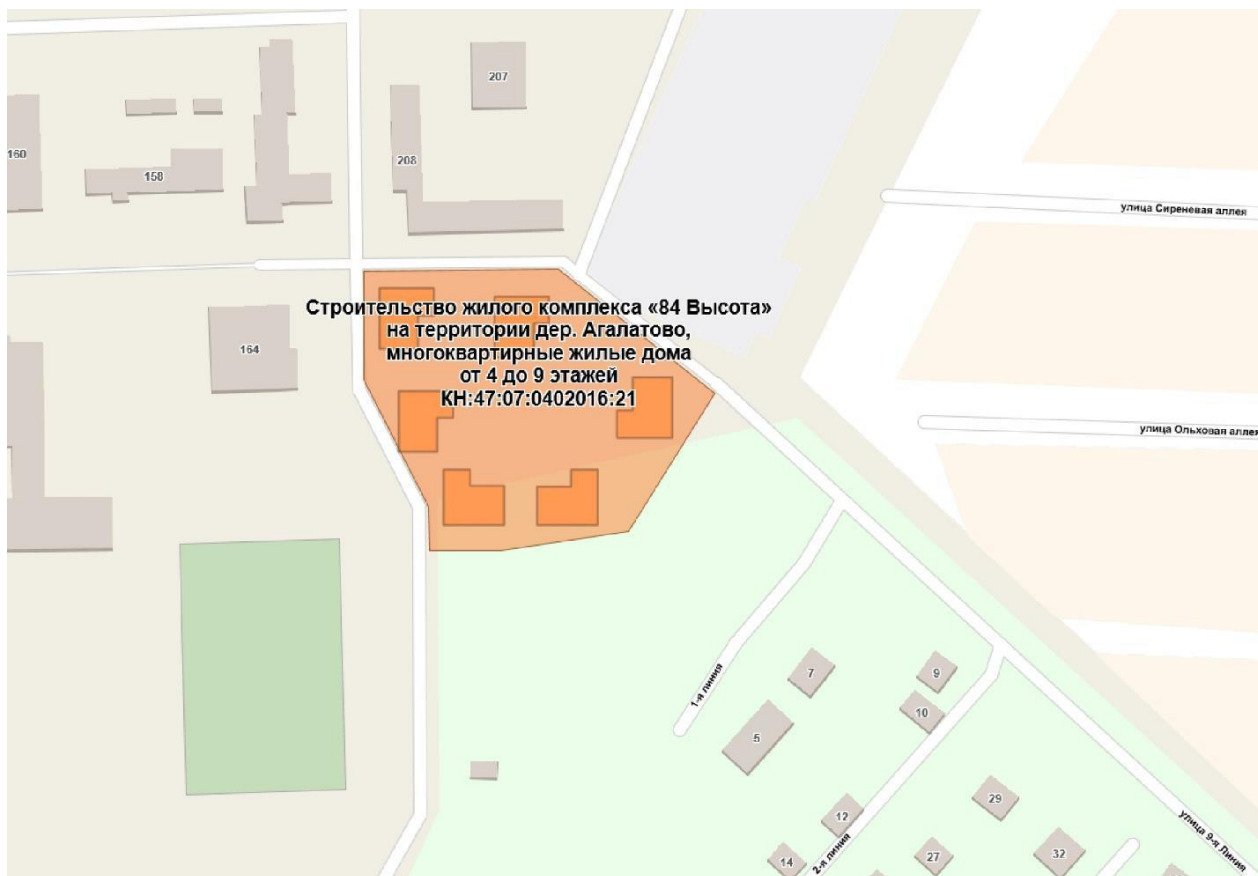 207
160
158
208
улица Сиреневая аллея
Строительство жилого комплекса «84 Высота»
на территории дер. Агалатово,
многоквартирные жилые дома
от 4 до 9 этажей
КН:47:07:0402016:21
164
улица Ольховая аллея
1-я линия
7
9
10
5
29
12
улица 9-я Линия
32
27
14
2-я линия